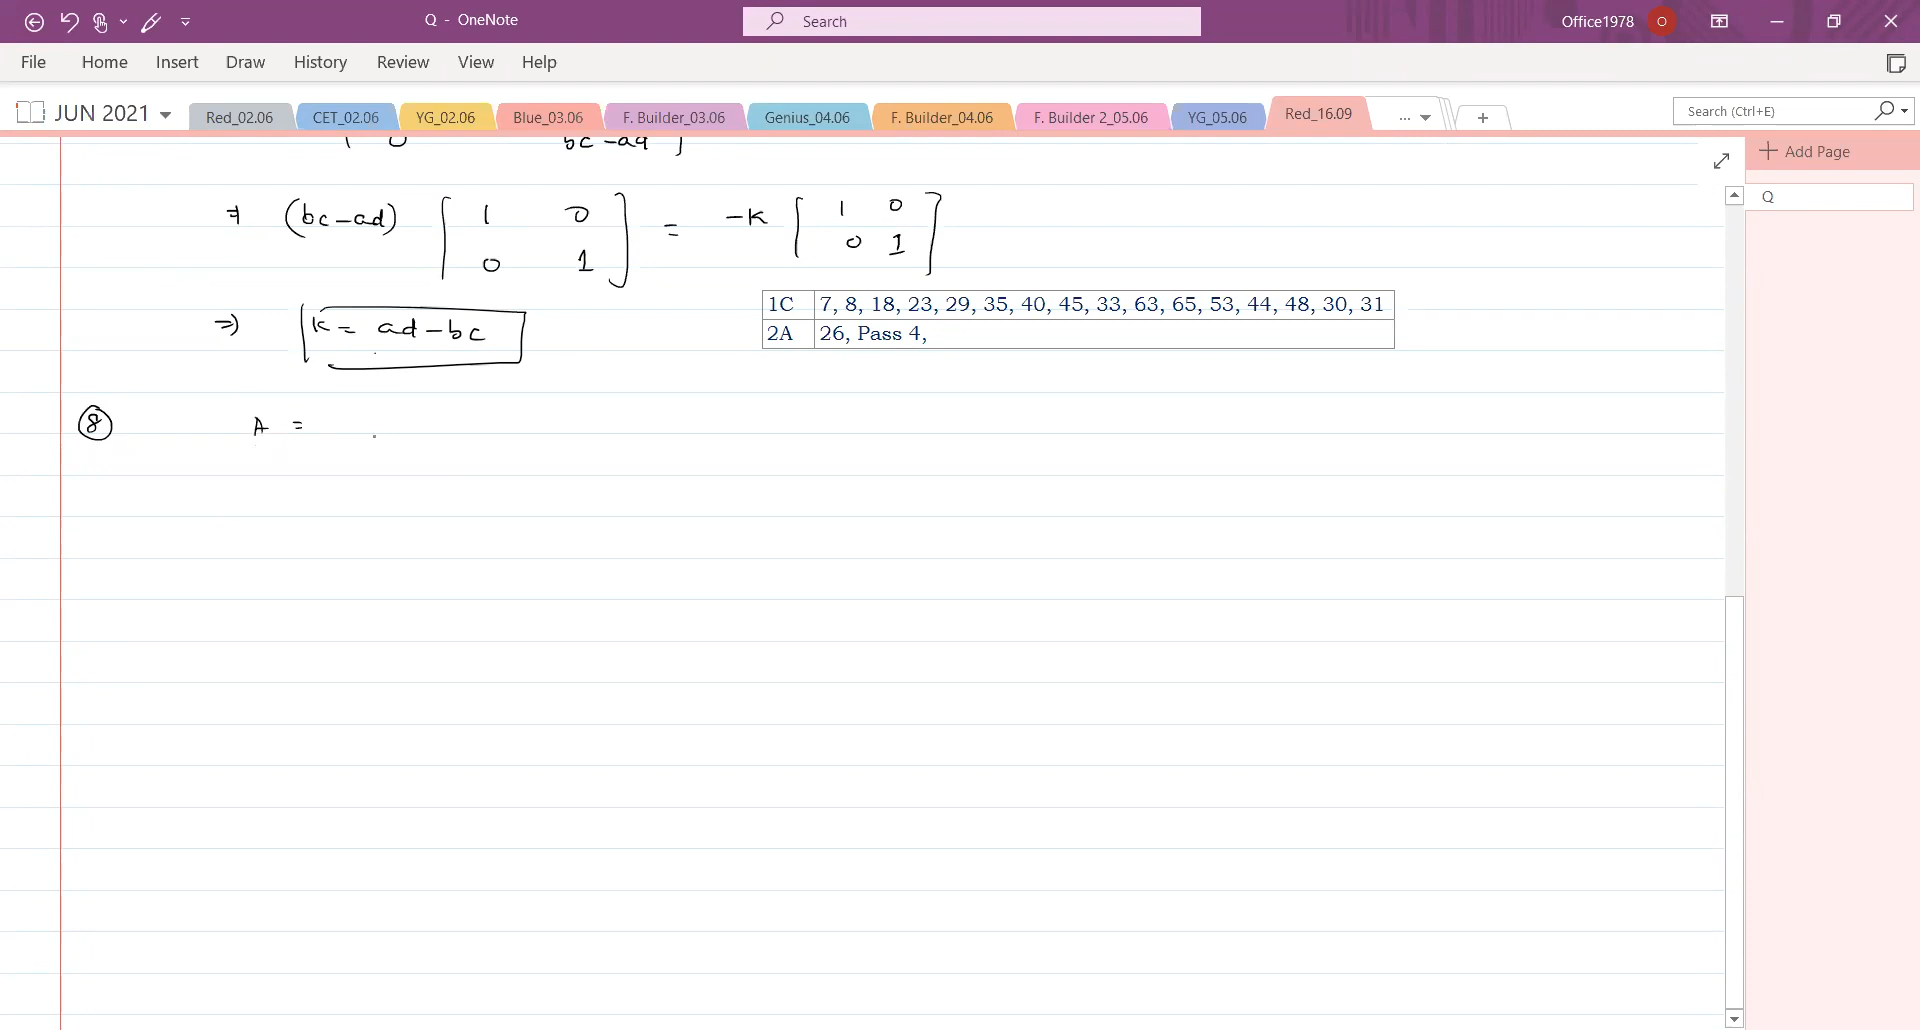 Q - OneNote
Search
Office1978
O
File Home Insert Draw History Review View Help
JUN 2021
Red_02.06 CET_02.06 YG_02.06 Blue_03.06 F. Builder_03.06 Genius_04.06 F. Builder_04.06 F. Builder 2_05.06 YG_05.06 Red_16.09 ... +
Search (Ctrl+E)
Add Page
Q
0 bc-ad ]
⇒ (bc-ad) [ 1 0 = -k [ 1 0
0 1 ] 0 1 ]
⇒ k = ad-bc
1C 7, 8, 18, 23, 29, 35, 40, 45, 33, 63, 65, 53, 44, 48, 30, 31
2A 26, Pass 4,
8 A =